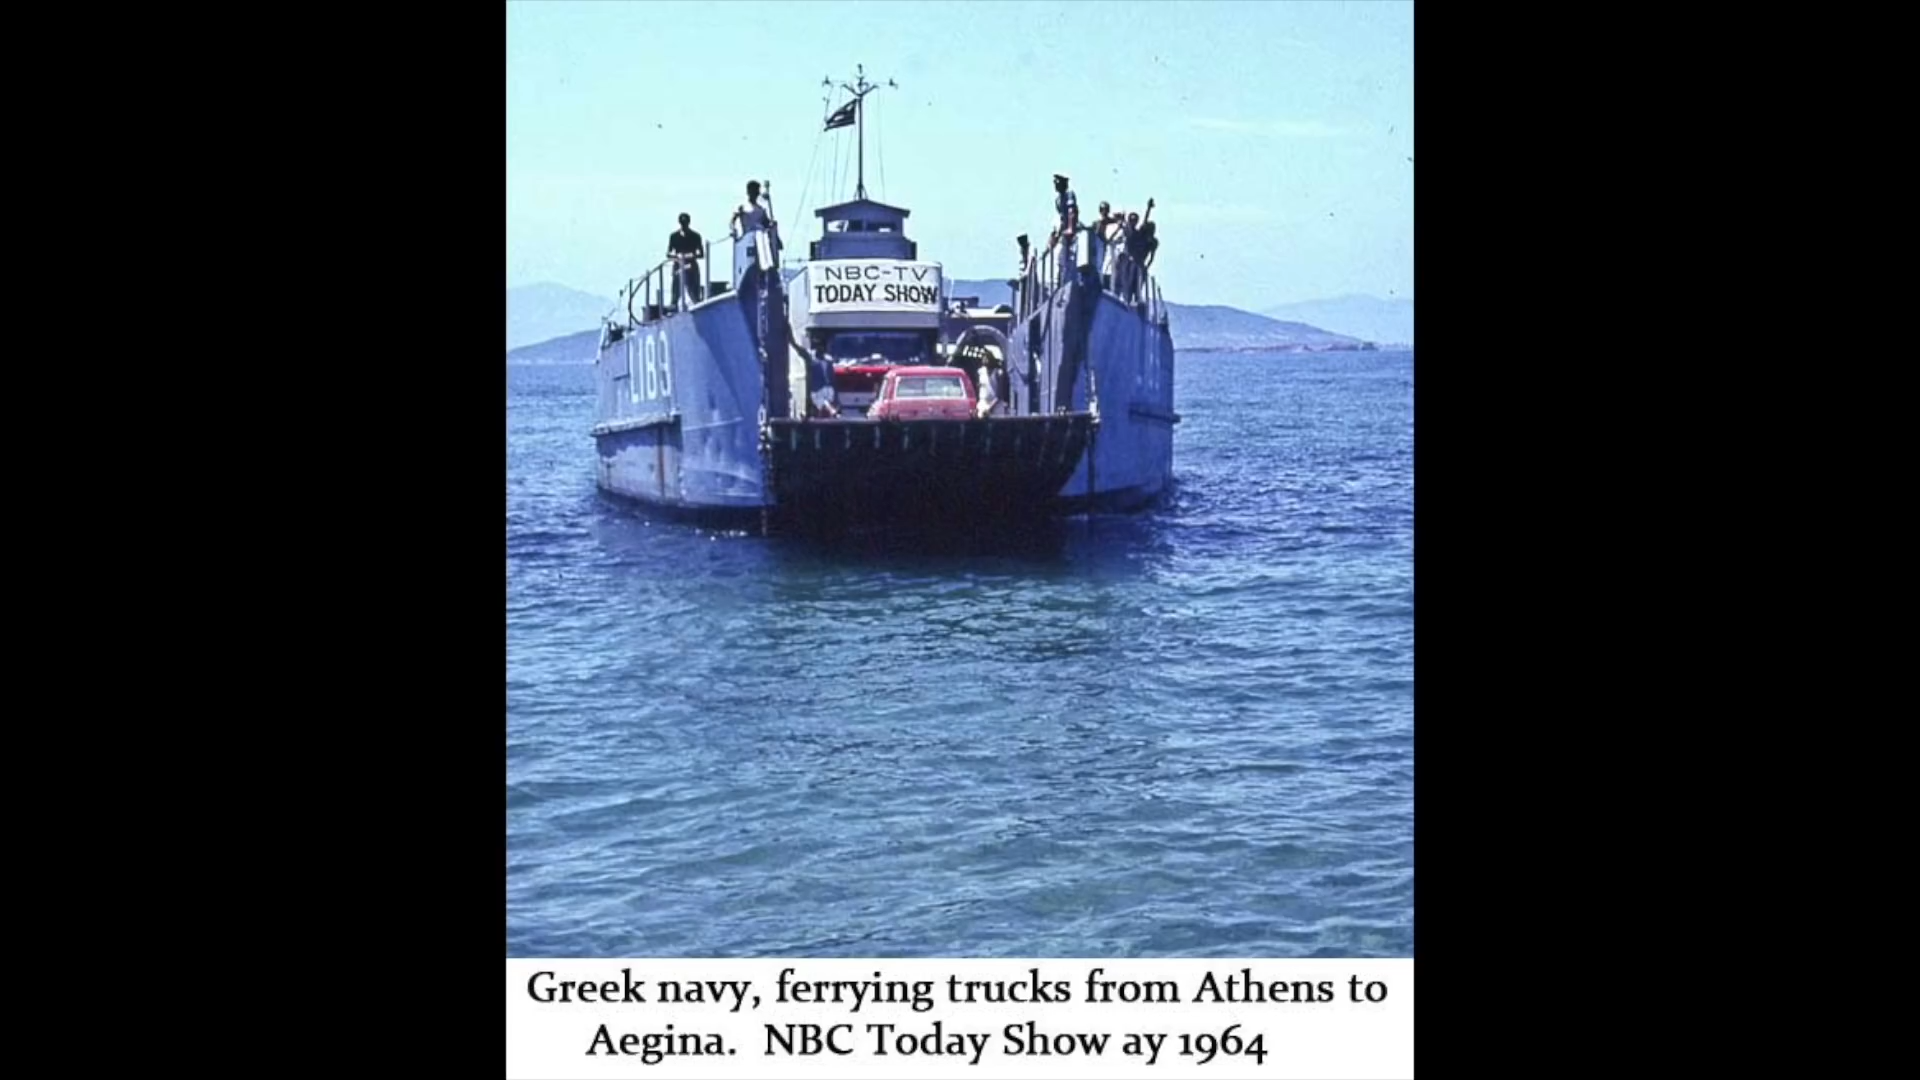 NBC-TV
TODAY SHOW
L189
Greek navy, ferrying trucks from Athens to
Aegina. NBC Today Show ay 1964